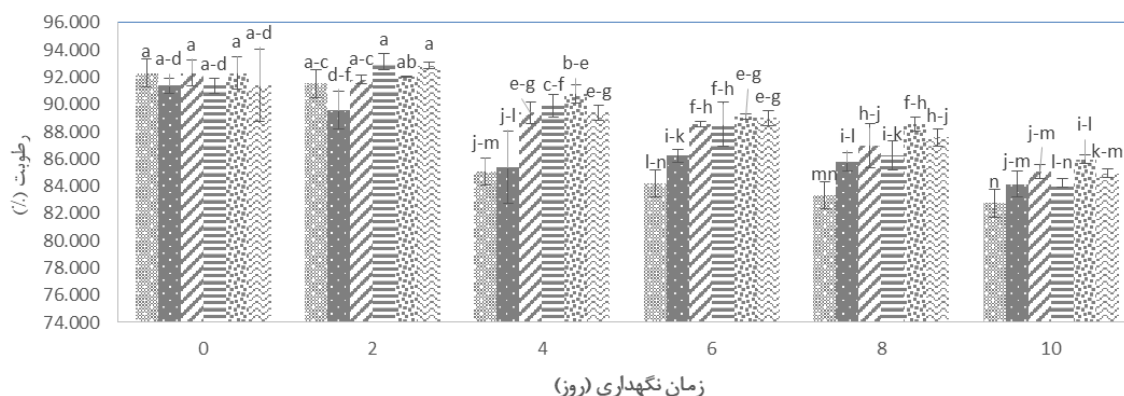 96.000
94.000
92.000
90.000
88.000
86.000
84.000
82.000
80.000
78.000
76.000
74.000
رطوبت (٪)
a a-d a a-d a a-d
a-c d-f a-c a ab a
j-m j-l e-g c-f b-e e-g
l-n i-k f-h f-h e-g e-g
mn i-l h-j i-k f-h h-j
n j-m j-m l-n i-l k-m
0 2 4 6 8 10
زمان نگهداری (روز)